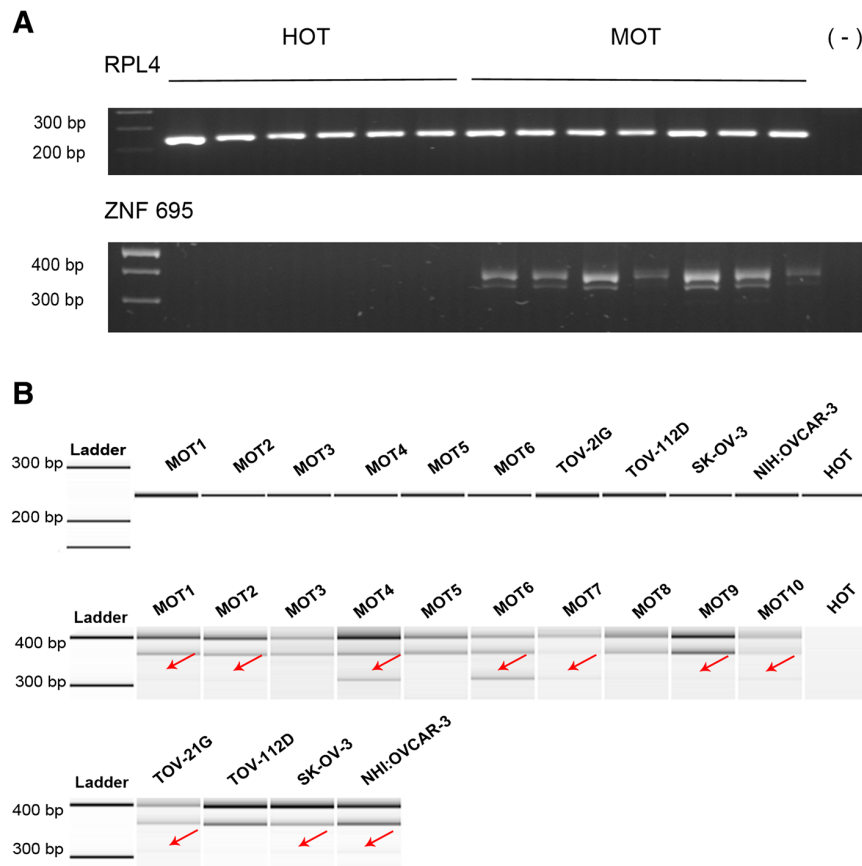 A
HOT MOT ( - )
RPL4
300 bp
200 bp
ZNF 695
400 bp
300 bp
B
Ladder MOT1 MOT2 MOT3 MOT4 MOT5 MOT6 TOV-2IG TOV-112D SK-OV-3 NIH:OVCAR-3 HOT
300 bp
200 bp
Ladder MOT1 MOT2 MOT3 MOT4 MOT5 MOT6 MOT7 MOT8 MOT9 MOT10 HOT
400 bp
300 bp
Ladder TOV-21G TOV-112D SK-OV-3 NHI:OVCAR-3
400 bp
300 bp